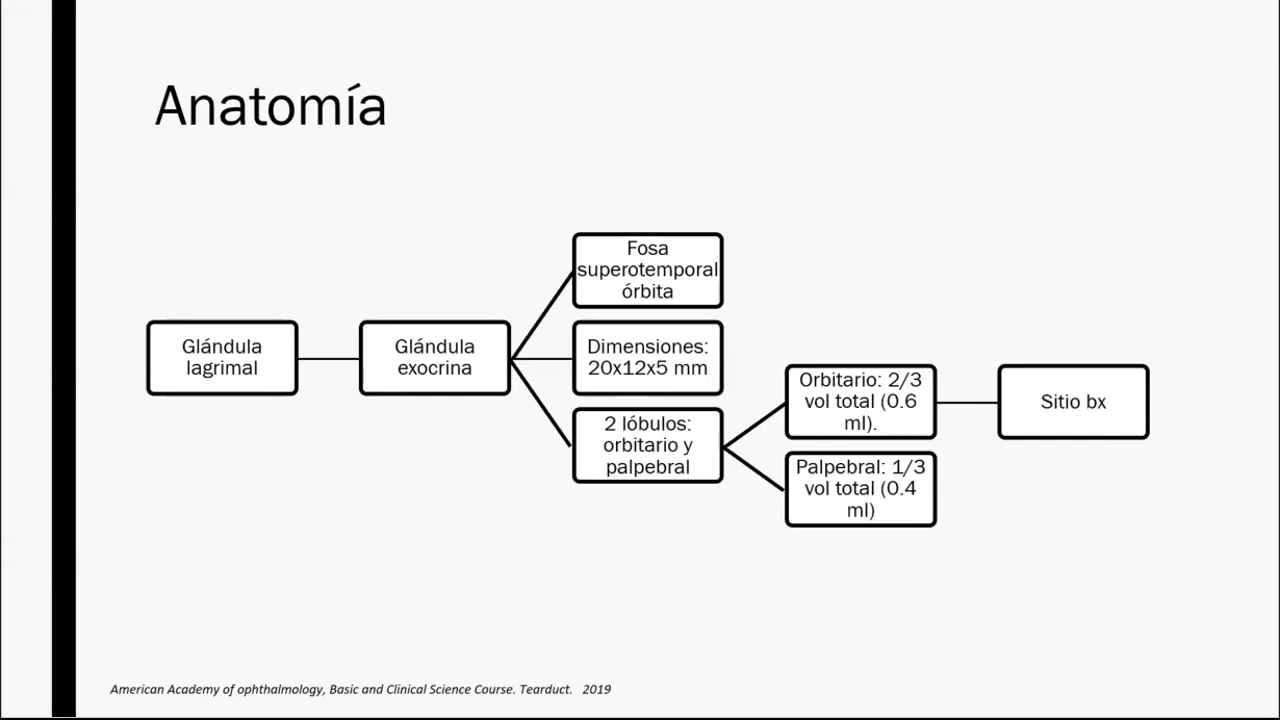 Anatomía
Glándula
lagrimal
Glándula
exocrina
Fosa
superotemporal
órbita
Dimensiones:
20x12x5 mm
2 lóbulos:
orbitario y
palpebral
Orbitario: 2/3
vol total (0.6
ml).
Palpebral: 1/3
vol total (0.4
ml)
Sitio bx
American Academy of ophthalmology, Basic and Clinical Science Course. Tearduct. 2019